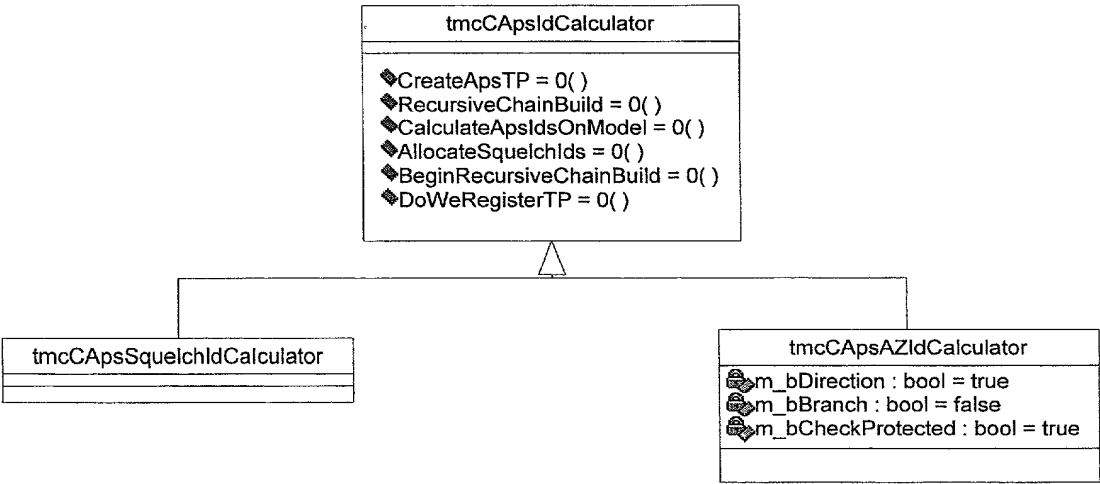 tmcCApsIdCalculator
CreateApsTP = 0( )
RecursiveChainBuild = 0( )
CalculateApsIdsOnModel = 0( )
AllocateSquelchIds = 0( )
BeginRecursiveChainBuild = 0( )
DoWeRegisterTP = 0( )
tmcCApsSquelchIdCalculator
tmcCApsAZIdCalculator
m_bDirection : bool = true
m_bBranch : bool = false
m_bCheckProtected : bool = true